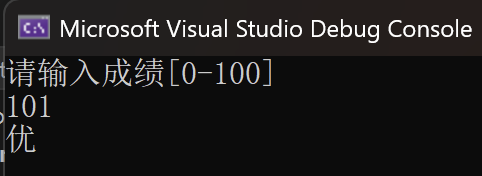 Microsoft Visual Studio Debug Console
请输入成绩[0-100]
101
优